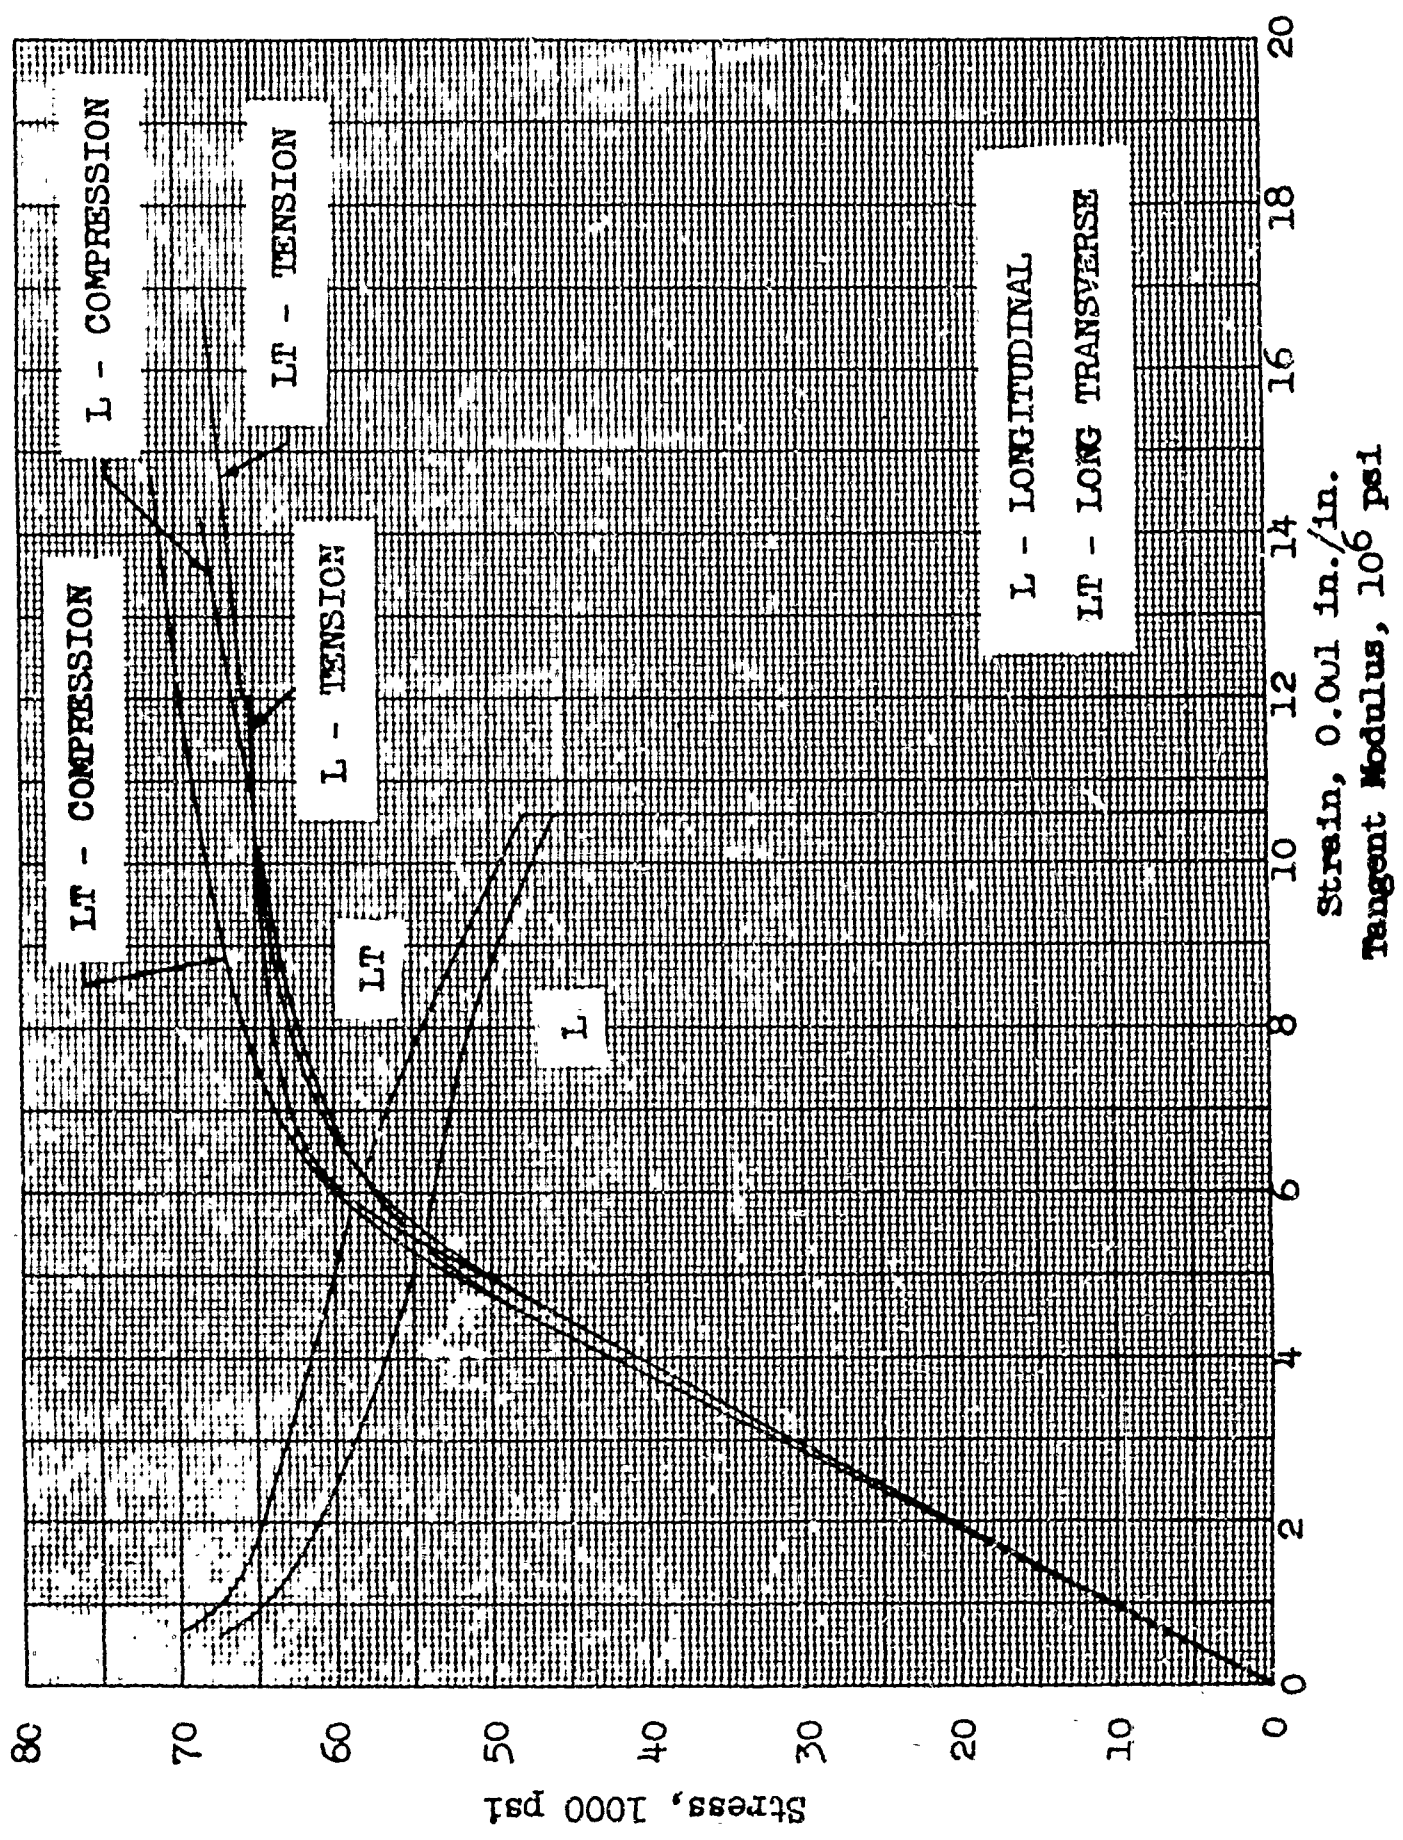 L - COMPRESSION
LT - TENSION
LT - COMPRESSION
L - TENSION
LT
L
L - LONGITUDINAL
LT - LONG TRANSVERSE
Stress, 1000 psi
80
70
60
50
40
30
20
10
0
0
2
4
6
8
10
12
14
16
18
20
Strain, 0.0ul in./in.
Tangent Modulus, 10⁶ psi